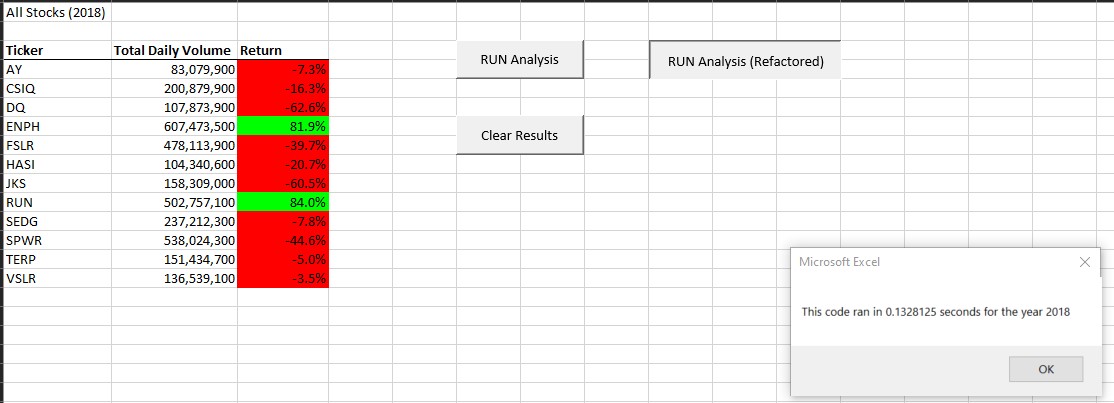 All Stocks (2018)
Ticker Total Daily Volume Return
AY 83,079,900 -7.3%
CSIQ 200,879,900 -16.3%
DQ 107,873,900 -62.6%
ENPH 607,473,500 81.9%
FSLR 478,113,900 -39.7%
HASI 104,340,600 -20.7%
JKS 158,309,000 -60.5%
RUN 502,757,100 84.0%
SEDG 237,212,300 -7.8%
SPWR 538,024,300 -44.6%
TERP 151,434,700 -5.0%
VSLR 136,539,100 -3.5%
RUN Analysis
RUN Analysis (Refactored)
Clear Results
Microsoft Excel
This code ran in 0.1328125 seconds for the year 2018
OK